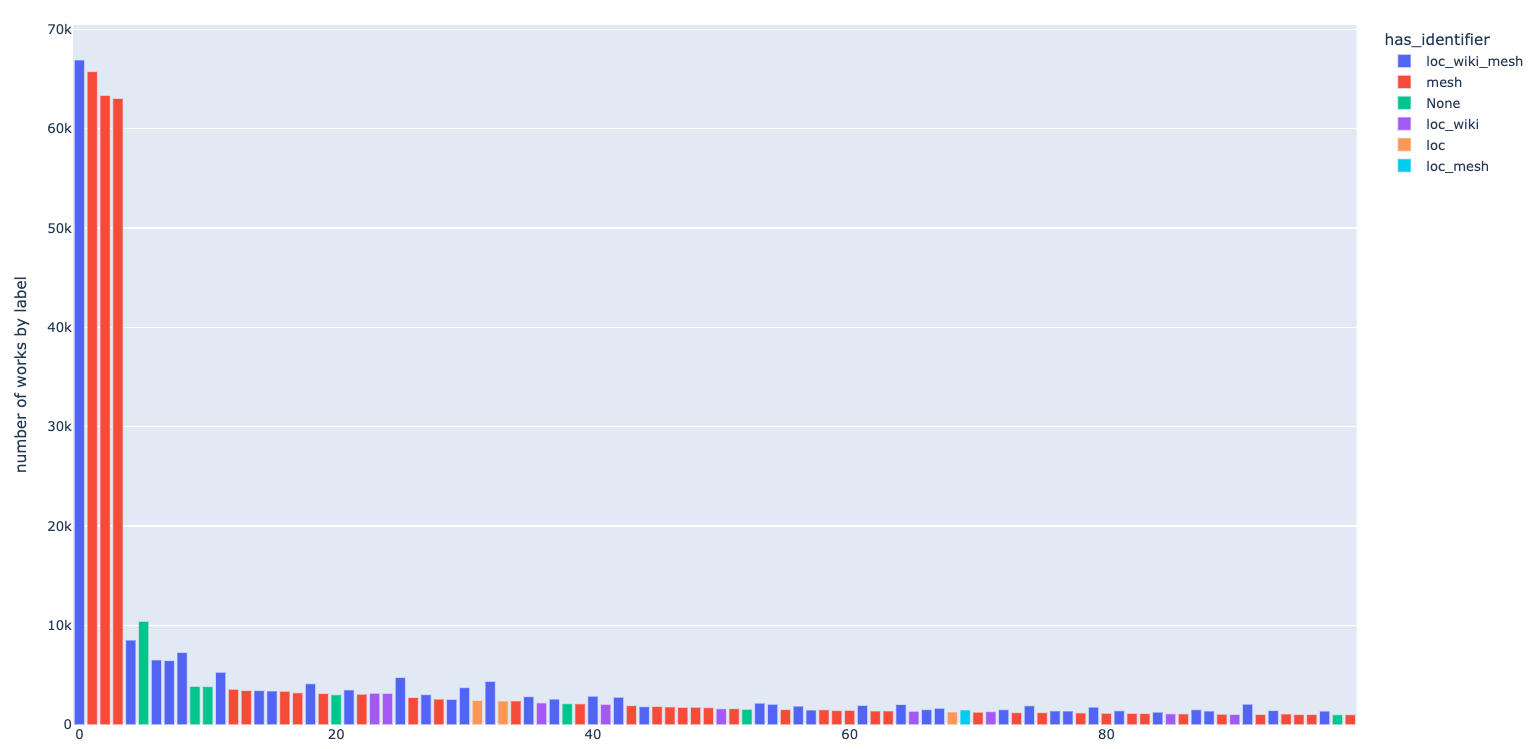 70k
60k
50k
40k
30k
20k
10k
0
number of works by label
0 20 40 60 80
has_identifier
loc_wiki_mesh
mesh
None
loc_wiki
loc
loc_mesh